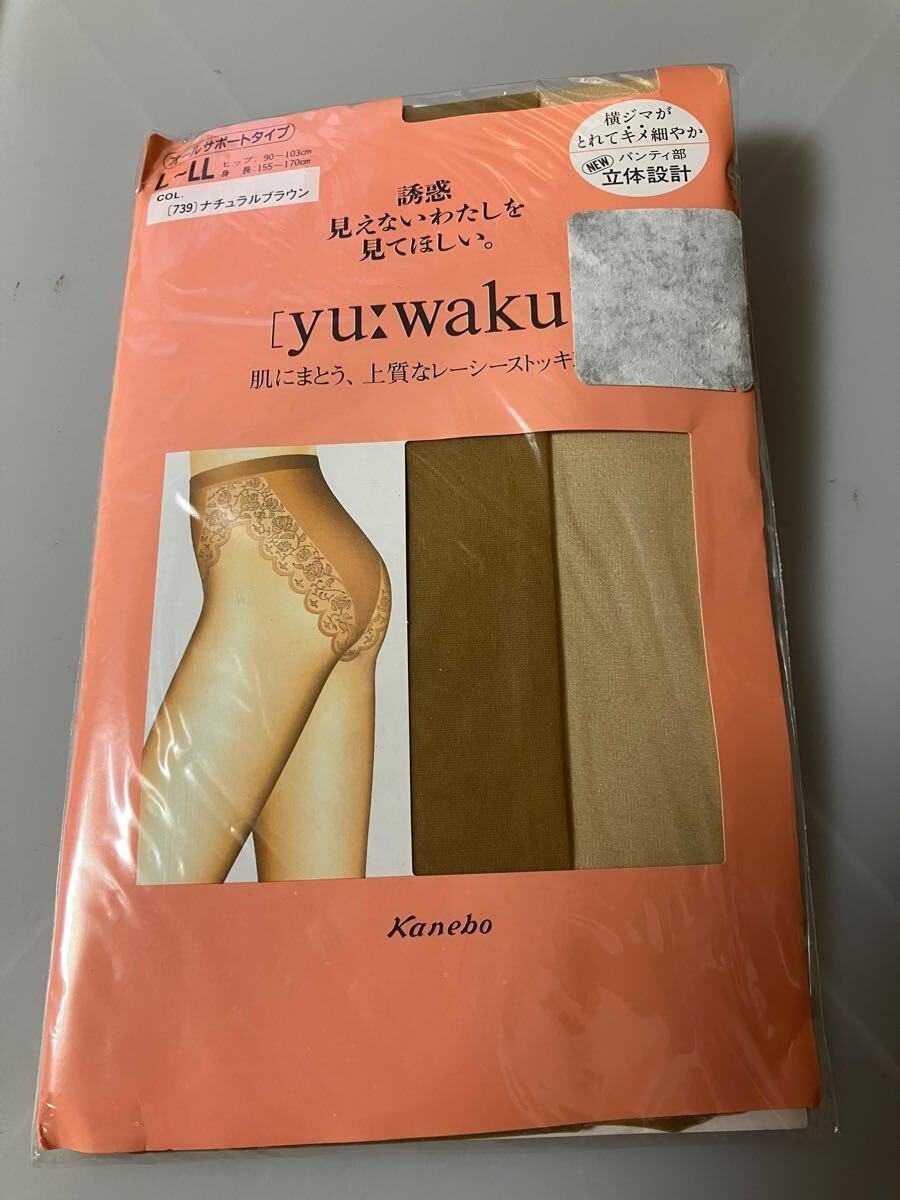 オールサポートタイプ
L～LL ヒップ：90～103cm
身 長：155～170cm
COL.
〔739〕ナチュラルブラウン
横ジマが
とれてキメ細やか
NEW パンティ部
立体設計
誘惑
見えないわたしを
見てほしい。
[yu:waku
肌にまとう、上質なレーシーストッキ
Kanebo